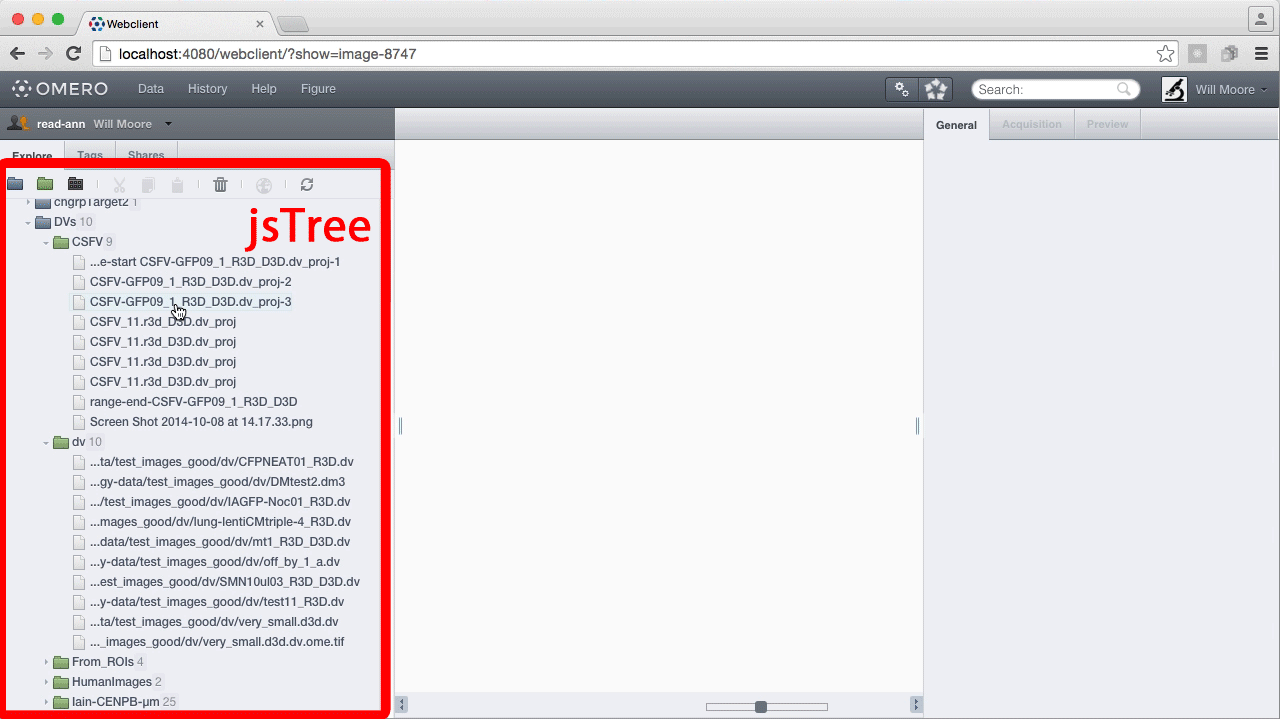 Webclient
localhost:4080/webclient/?show=image-8747
OMERO Data History Help Figure Search: Will Moore
read-ann Will Moore
General Acquisition Preview
Explore Tags Shares
chgrpTarget2 1
jsTree
DVs 10
CSFV 9
...e-start CSFV-GFP09_1_R3D_D3D.dv_proj-1
CSFV-GFP09_1_R3D_D3D.dv_proj-2
CSFV-GFP09_1_R3D_D3D.dv_proj-3
CSFV_11.r3d_D3D.dv_proj
CSFV_11.r3d_D3D.dv_proj
CSFV_11.r3d_D3D.dv_proj
CSFV_11.r3d_D3D.dv_proj
range-end-CSFV-GFP09_1_R3D_D3D
Screen Shot 2014-10-08 at 14.17.33.png
dv 10
...ta/test_images_good/dv/CFPNEAT01_R3D.dv
...gy-data/test_images_good/dv/DMtest2.dm3
.../test_images_good/dv/IAGFP-Noc01_R3D.dv
...mages_good/dv/lung-lentiCMtriple-4_R3D.dv
...data/test_images_good/dv/mt1_R3D_D3D.dv
...y-data/test_images_good/dv/off_by_1_a.dv
...est_images_good/dv/SMN10ul03_R3D_D3D.dv
...y-data/test_images_good/dv/test11_R3D.dv
...ta/test_images_good/dv/very_small.d3d.dv
..._images_good/dv/very_small.d3d.dv.ome.tif
From_ROIs 4
HumanImages 2
Iain-CENPB-µm 25